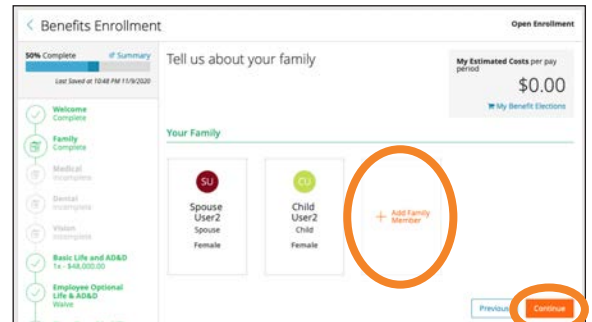 Benefits Enrollment
Open Enrollment
50% Complete
Summary
Last Saved at 10:48 PM 11/9/2020
Welcome
Complete
Family
Complete
Medical
Incomplete
Dental
Incomplete
Vision
Incomplete
Basic Life and AD&D
1x - $48,000.00
Employee Optional
Life & AD&D
Waive
Tell us about your family
My Estimated Costs per pay
period
$0.00
My Benefit Elections
Your Family
SU
Spouse
User2
Spouse
Female
CU
Child
User2
Child
Female
+ Add Family
Member
Previous
Continue